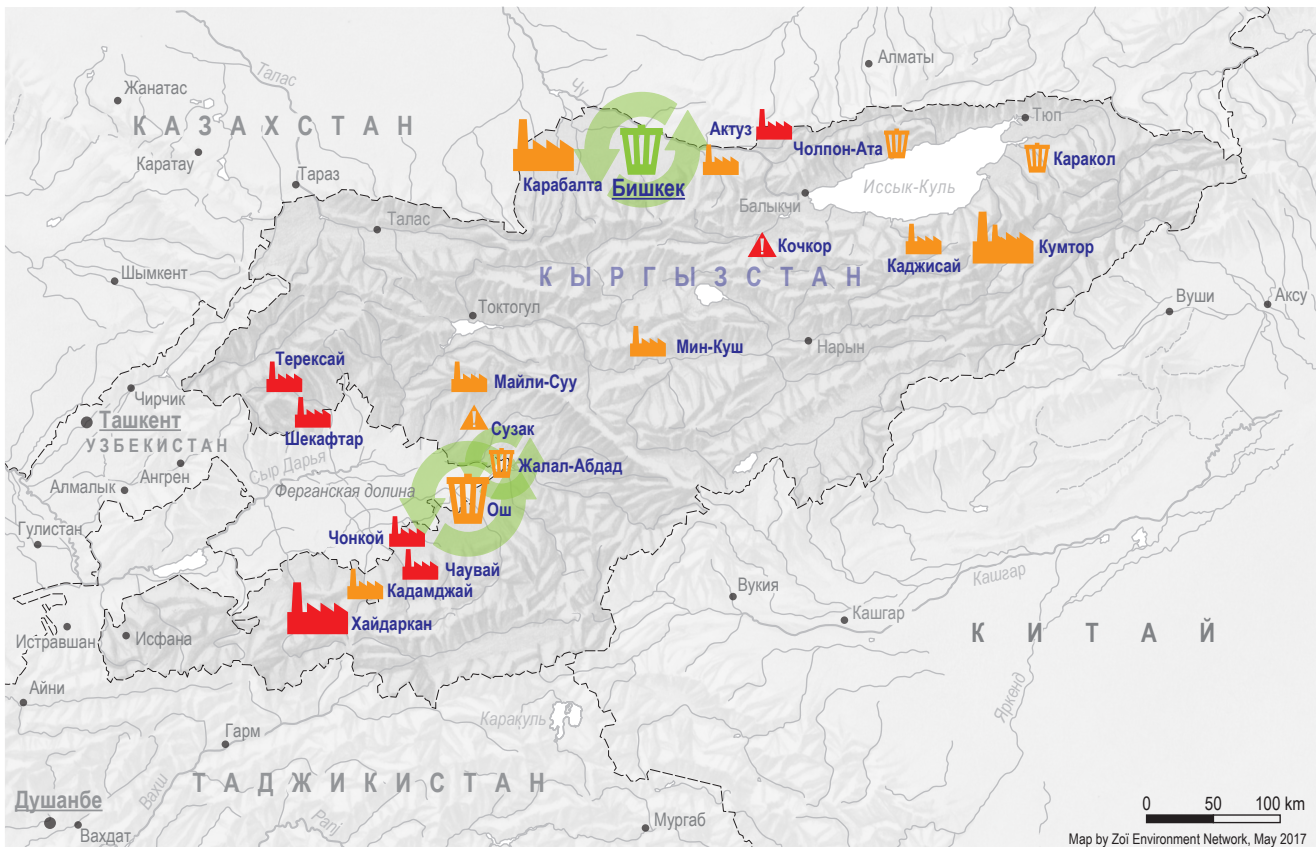 Алматы
Жанатас
Талас
Чу
КАЗАХСТАН
Актуз
Тюп
Чолпон-Ата
Каратау
Каракол
Тараз
Карабалта
Бишкек
Иссык-Куль
Балыкчи
Талас
Кочкор
Каджисай
Кумтор
Шымкент
КЫРГЫЗСТАН
Токтогул
Вуши
Аксу
Нарын
Мин-Куш
Терексай
Майли-Суу
Чирчик
Ташкент
Шекафтар
Сузак
УЗБЕКИСТАН
Сыр Дарья
Жалал-Абдад
Ангрен
Алмалык
Ферганская долина
Ош
Гулистан
Чонкой
Чаувай
Кашгар
Вукия
Кадамджай
Хайдаркан
Кашгар
Истравшан
Исфана
КИТАЙ
Айни
Яркенд
Каракуль
Гарм
Вахш
ТАДЖИКИСТАН
Душанбе
Вахдат
Panj
Мургаб
0 50 100 km
Map by Zoï Environment Network, May 2017